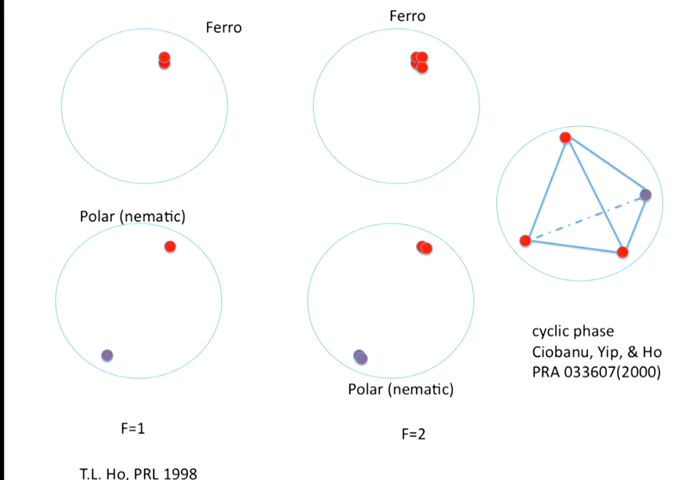 Ferro
Ferro
Polar (nematic)
cyclic phase
Ciobanu, Yip, & Ho
PRA 033607(2000)
Polar (nematic)
F=1
F=2
T.L. Ho, PRL 1998